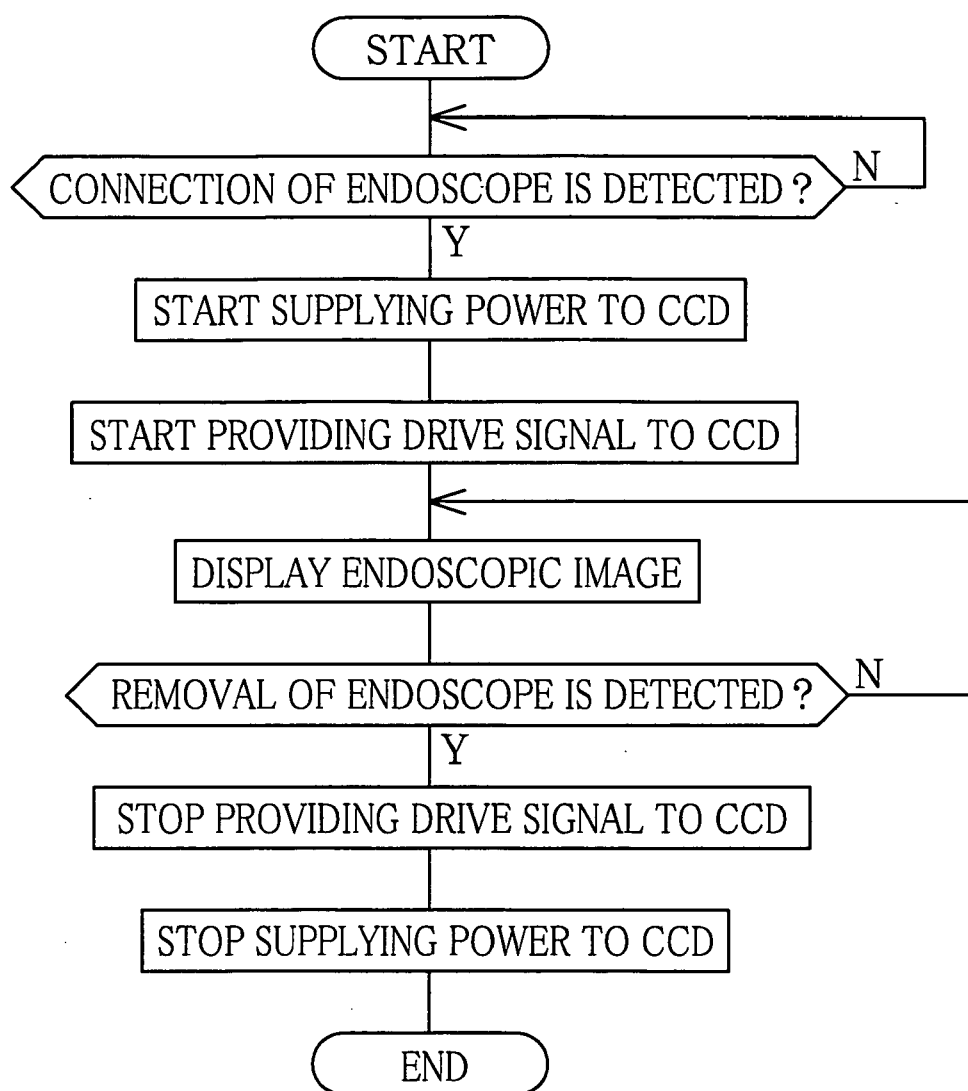 START
CONNECTION OF ENDOSCOPE IS DETECTED ?
N
Y
START SUPPLYING POWER TO CCD
START PROVIDING DRIVE SIGNAL TO CCD
DISPLAY ENDOSCOPIC IMAGE
REMOVAL OF ENDOSCOPE IS DETECTED ?
N
Y
STOP PROVIDING DRIVE SIGNAL TO CCD
STOP SUPPLYING POWER TO CCD
END